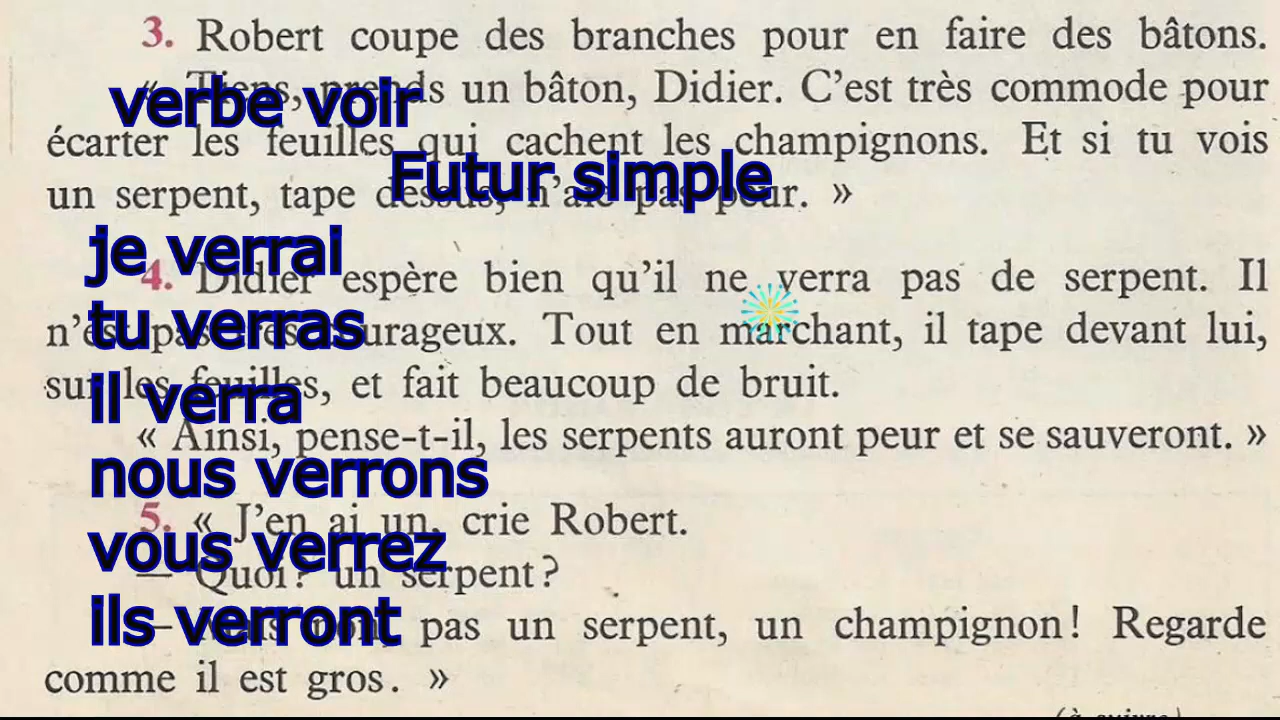 3. Robert coupe des branches pour en faire des bâtons.
« Tiens, prends un bâton, Didier. C'est très commode pour
verbe voir
écarter les feuilles qui cachent les champignons. Et si tu vois
Futur simple
un serpent, tape dessus, n'aie pas peur. »
je verrai
4. Didier espère bien qu'il ne verra pas de serpent. Il
tu verras
n'est pas très courageux. Tout en marchant, il tape devant lui,
sur les feuilles, et fait beaucoup de bruit.
il verra
« Ainsi, pense-t-il, les serpents auront peur et se sauveront. »
nous verrons
5. « J'en ai un, crie Robert.
vous verrez
— Quoi? un serpent?
ils verront
— Mais non, pas un serpent, un champignon! Regarde
comme il est gros. »
(à suivre)